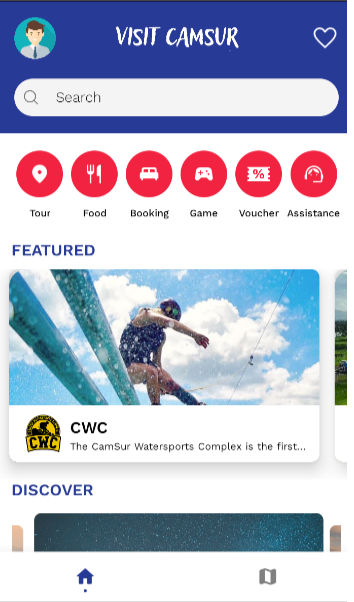 VISIT CAMSUR
Search
%
Tour Food Booking Game Voucher Assistance
FEATURED
CWC
CWC
The CamSur Watersports Complex is the first...
DISCOVER